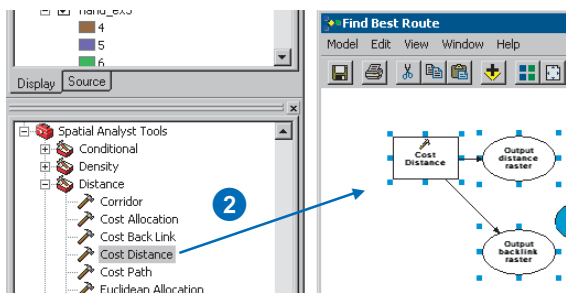 hand_ex3
4
5
6
Display Source
Spatial Analyst Tools
Conditional
Density
Distance
Corridor
Cost Allocation
Cost Back Link
Cost Distance
Cost Path
Euclidean Allocation
2
Find Best Route
Model Edit View Window Help
Cost
Distance
Output
distance
raster
Output
backlink
raster